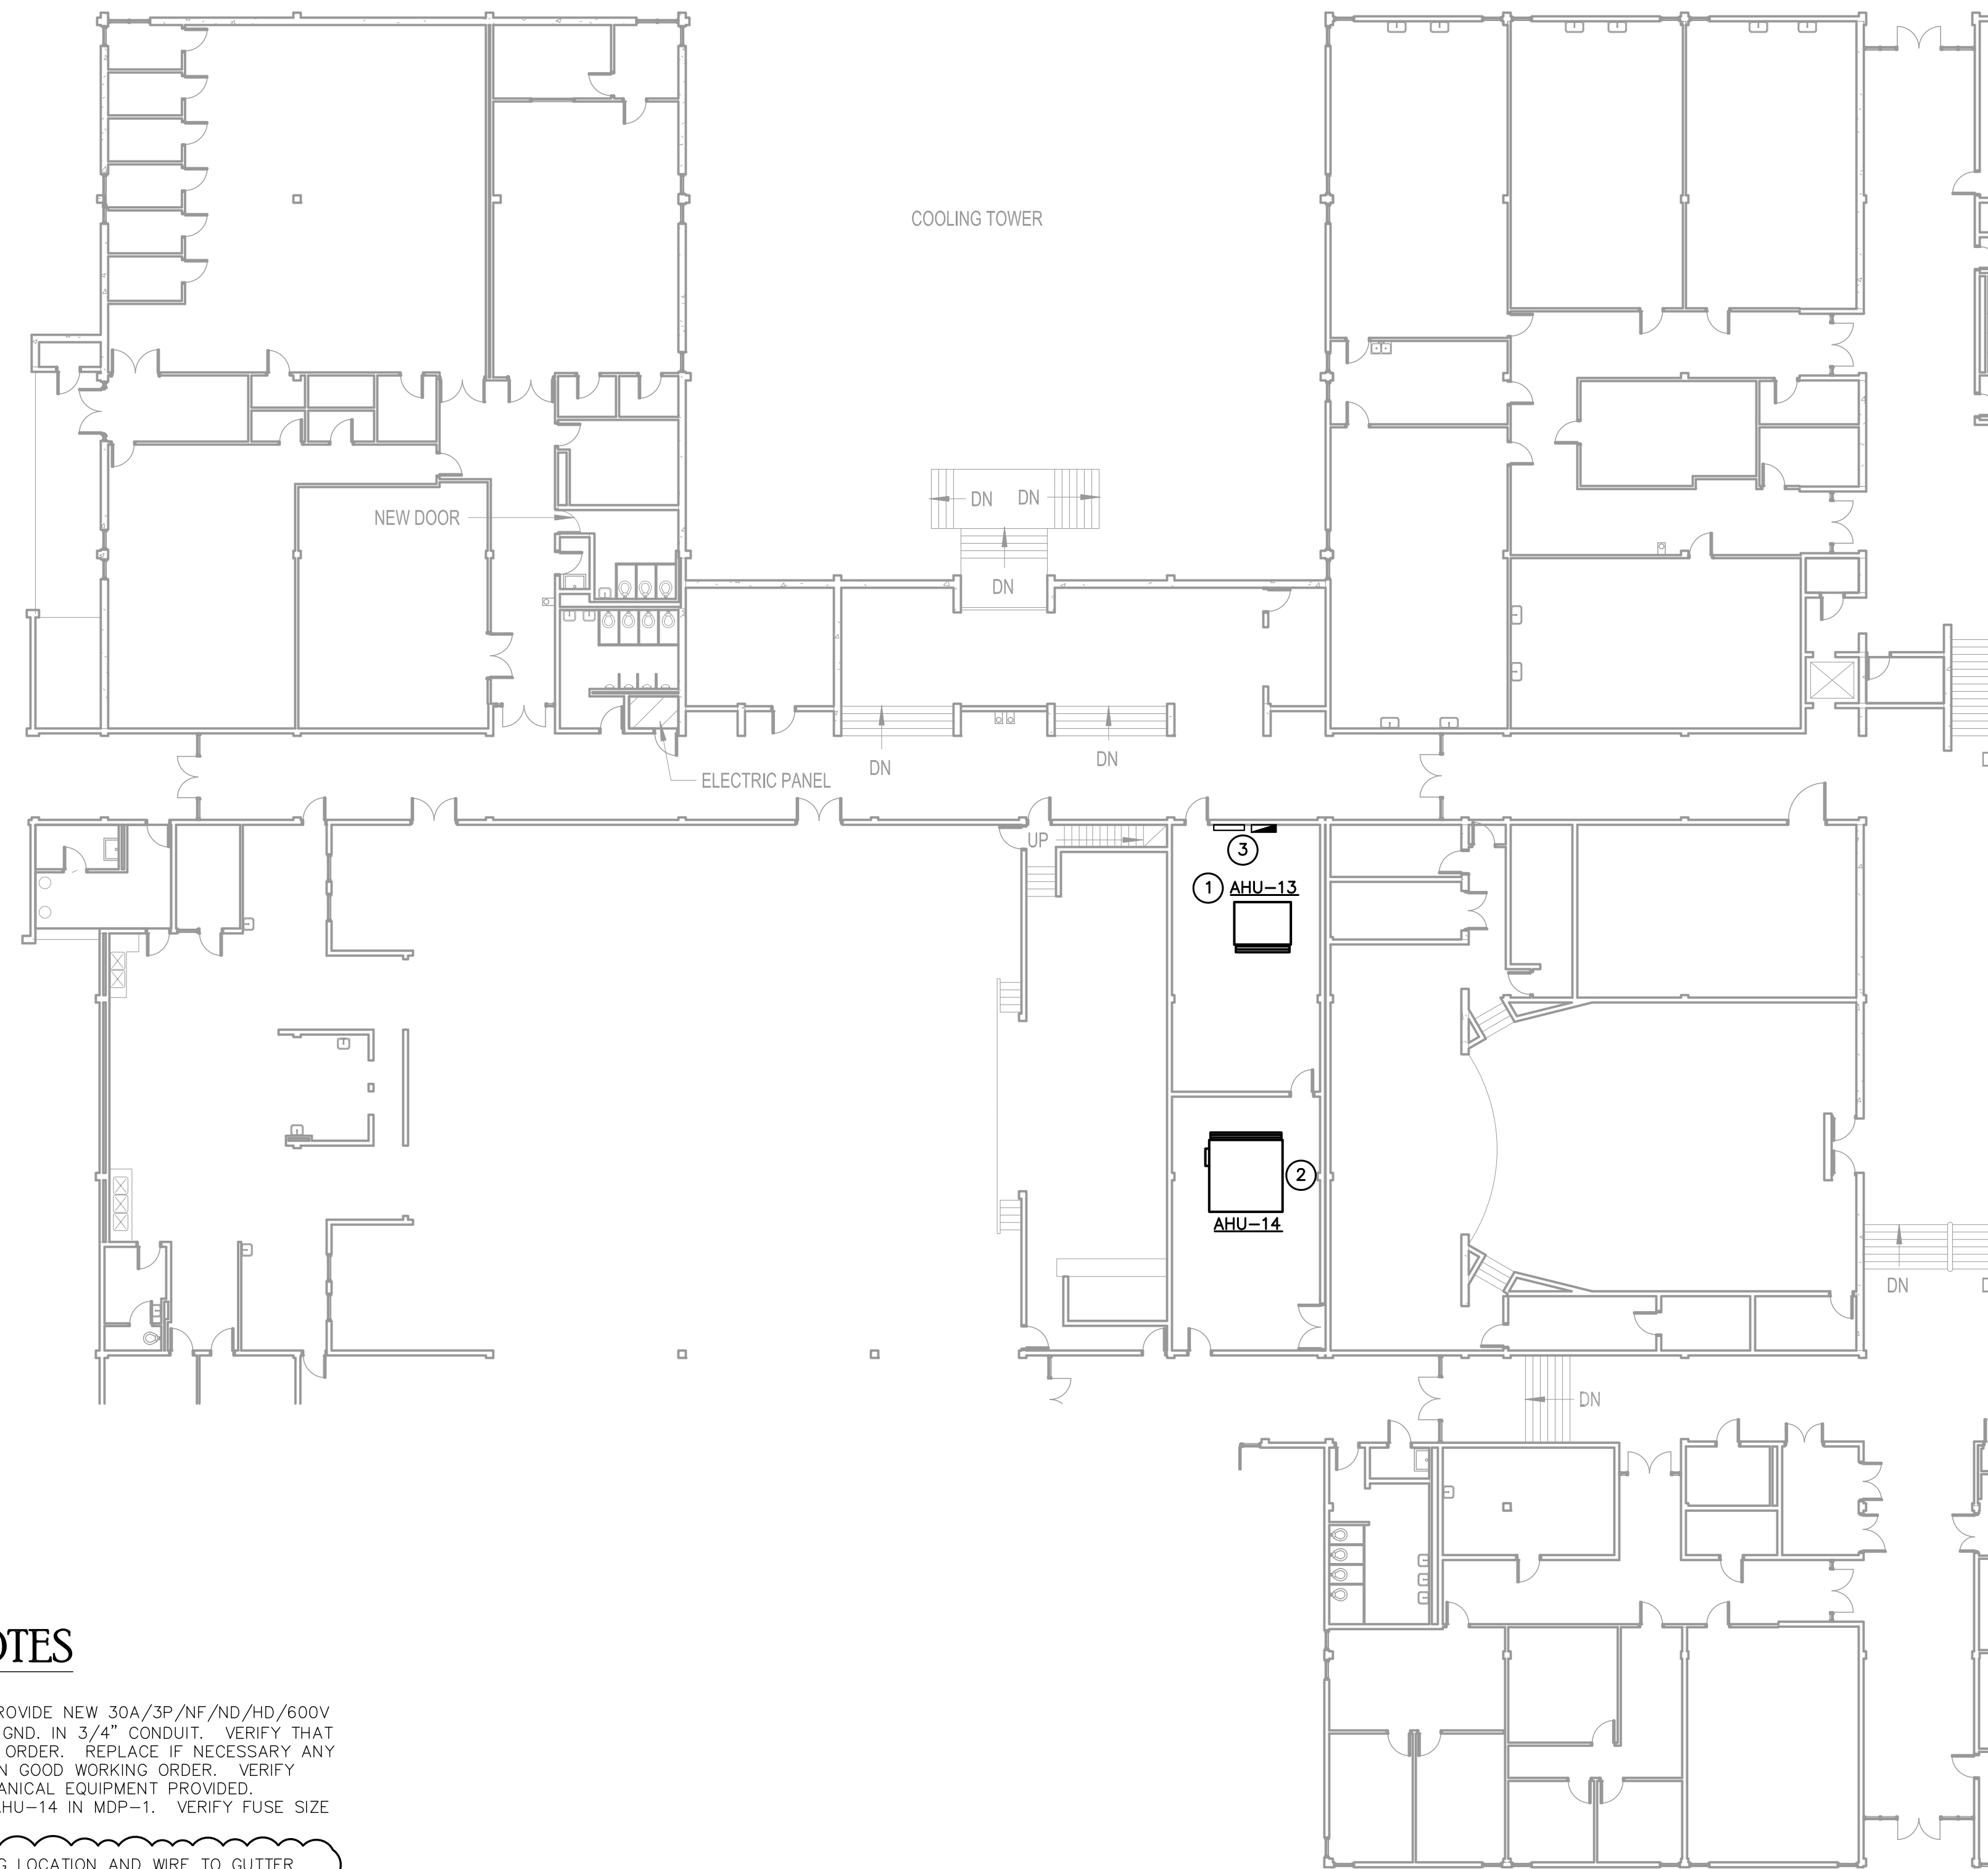 COOLING TOWER
DN DN
NEW DOOR
DN
ELECTRIC PANEL
DN
DN
UP
3
1 AHU-13
2
AHU-14
DN
DN
OTES
ROVIDE NEW 30A/3P/NF/ND/HD/600V
GND. IN 3/4" CONDUIT. VERIFY THAT
ORDER. REPLACE IF NECESSARY ANY
N GOOD WORKING ORDER. VERIFY
ANICAL EQUIPMENT PROVIDED.
AHU-14 IN MDP-1. VERIFY FUSE SIZE
G LOCATION AND WIRE TO GUTTER